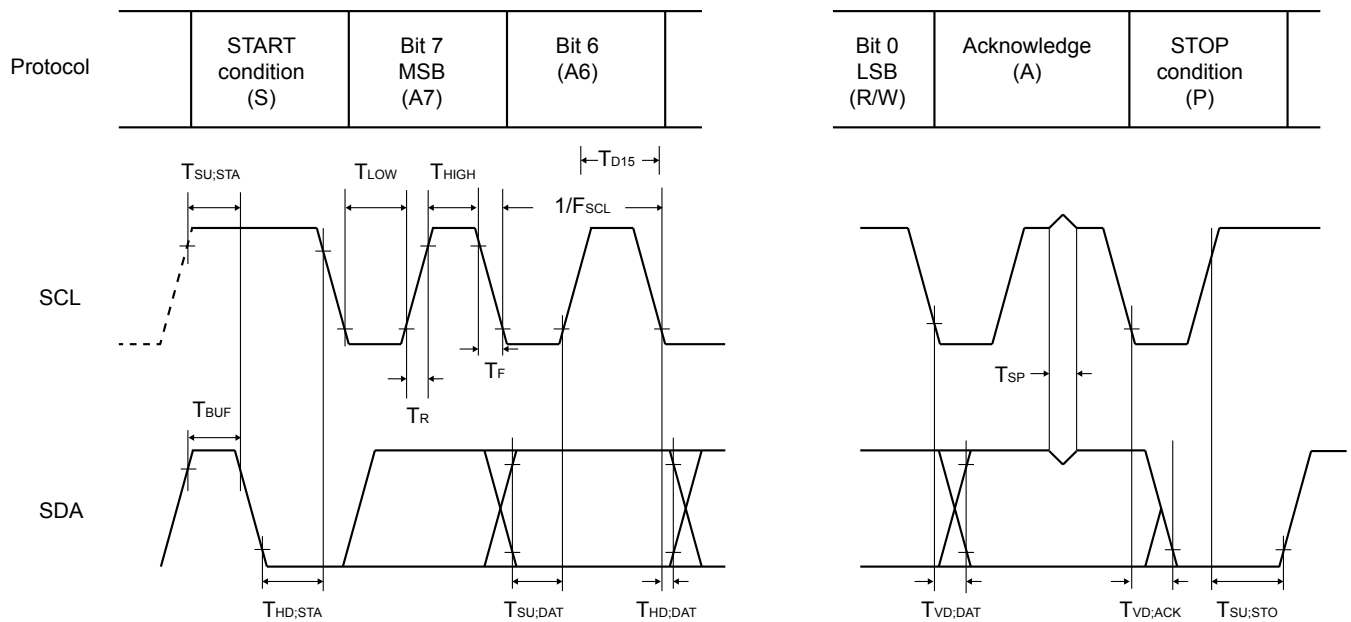 Protocol
START
condition
(S)
Bit 7
MSB
(A7)
Bit 6
(A6)
Bit 0
LSB
(R/W)
Acknowledge
(A)
STOP
condition
(P)
TSU;STA
TLOW
THIGH
TD15
1/FSCL
SCL
TF
TR
TSP
TBUF
SDA
THD;STA
TSU;DAT
THD;DAT
TVD;DAT
TVD;ACK
TSU;STO